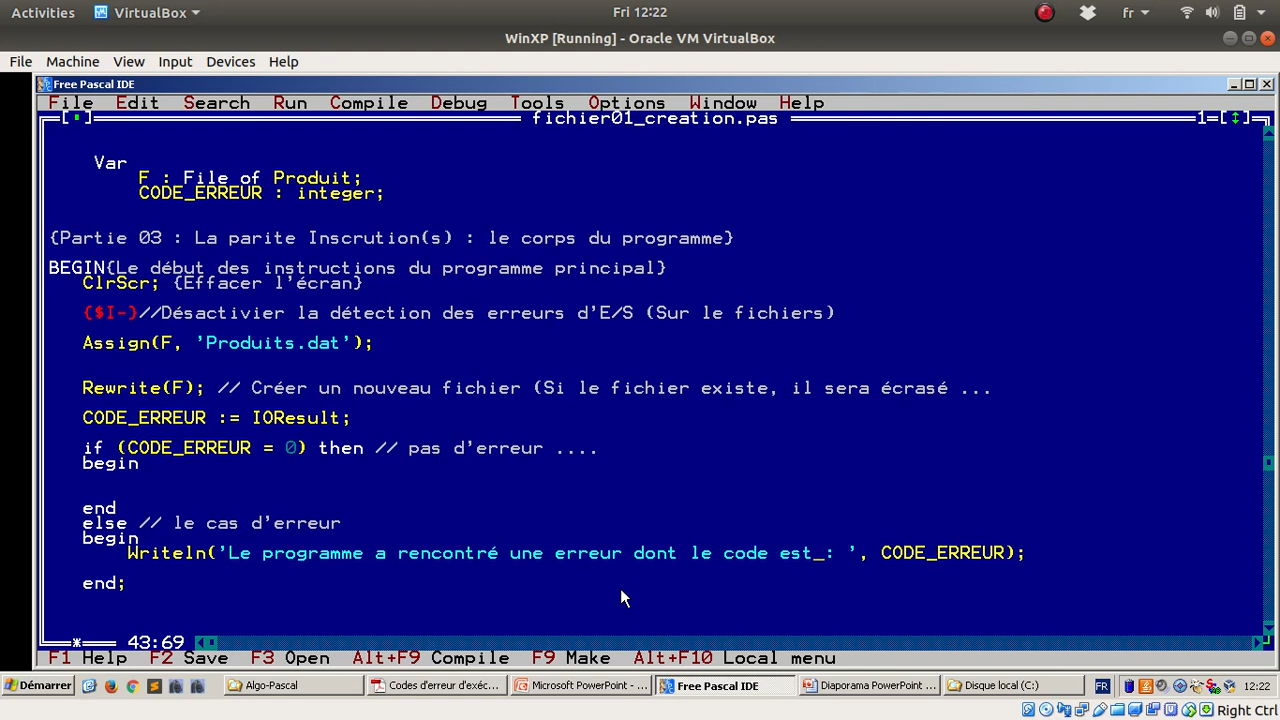 Activities VirtualBox Fri 12:22 fr
WinXP [Running] - Oracle VM VirtualBox
File Machine View Input Devices Help
Free Pascal IDE
File Edit Search Run Compile Debug Tools Options Window Help
fichier01_creation.pas 1
Var
F : File of Produit;
CODE_ERREUR : integer;
{Partie 03 : La parite Inscrution(s) : le corps du programme}
BEGIN{Le début des instructions du programme principal}
ClrScr; {Effacer l'écran}
{$I-}//Désactivier la détection des erreurs d'E/S (Sur le fichiers)
Assign(F, 'Produits.dat');
Rewrite(F); // Créer un nouveau fichier (Si le fichier existe, il sera écrasé ...
CODE_ERREUR := IOResult;
if (CODE_ERREUR = 0) then // pas d'erreur ....
begin
end
else // le cas d'erreur
begin
Writeln('Le programme a rencontré une erreur dont le code est_: ', CODE_ERREUR);
end;
43:69
F1 Help F2 Save F3 Open Alt+F9 Compile F9 Make Alt+F10 Local menu
Démarrer Algo-Pascal Codes d'erreur d'exéc... Microsoft PowerPoint - ... Free Pascal IDE Diaporama PowerPoint ... Disque local (C:) FR 12:22
Right Ctrl